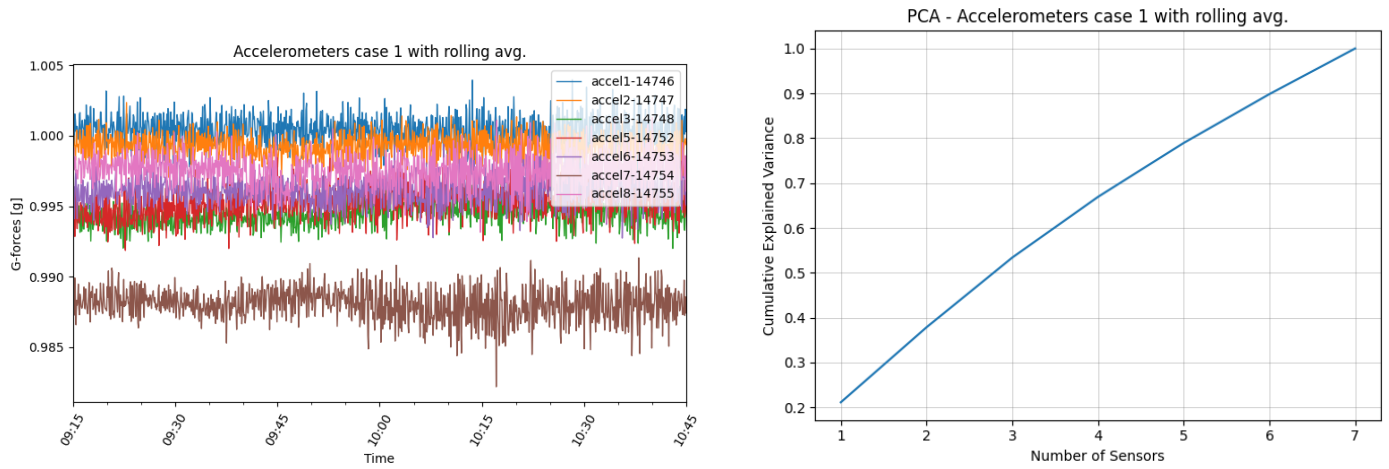 Accelerometers case 1 with rolling avg.
G-forces [g]
1.005
1.000
0.995
0.990
0.985
accel1-14746
accel2-14747
accel3-14748
accel5-14752
accel6-14753
accel7-14754
accel8-14755
09:15
09:30
09:45
10:00
10:15
10:30
10:45
Time
PCA - Accelerometers case 1 with rolling avg.
Cumulative Explained Variance
1.0
0.9
0.8
0.7
0.6
0.5
0.4
0.3
0.2
1 2 3 4 5 6 7
Number of Sensors